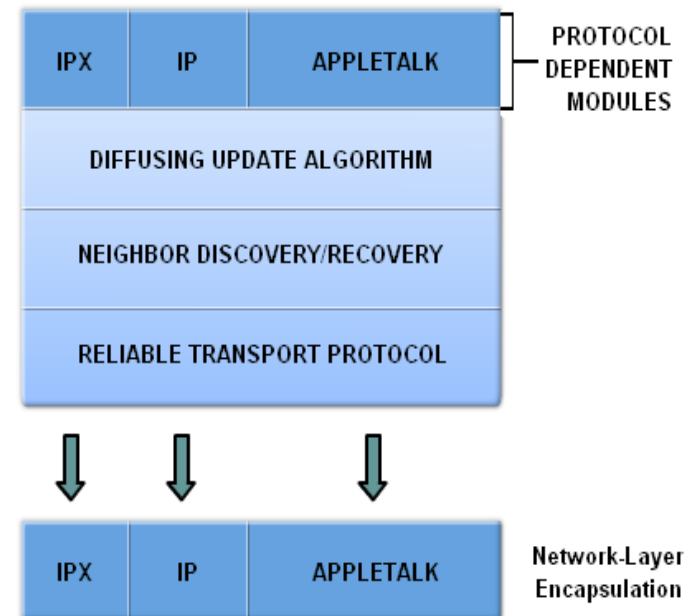 IPX
IP
APPLETALK
PROTOCOL
DEPENDENT
MODULES
DIFFUSING UPDATE ALGORITHM
NEIGHBOR DISCOVERY/RECOVERY
RELIABLE TRANSPORT PROTOCOL
IPX
IP
APPLETALK
Network-Layer
Encapsulation